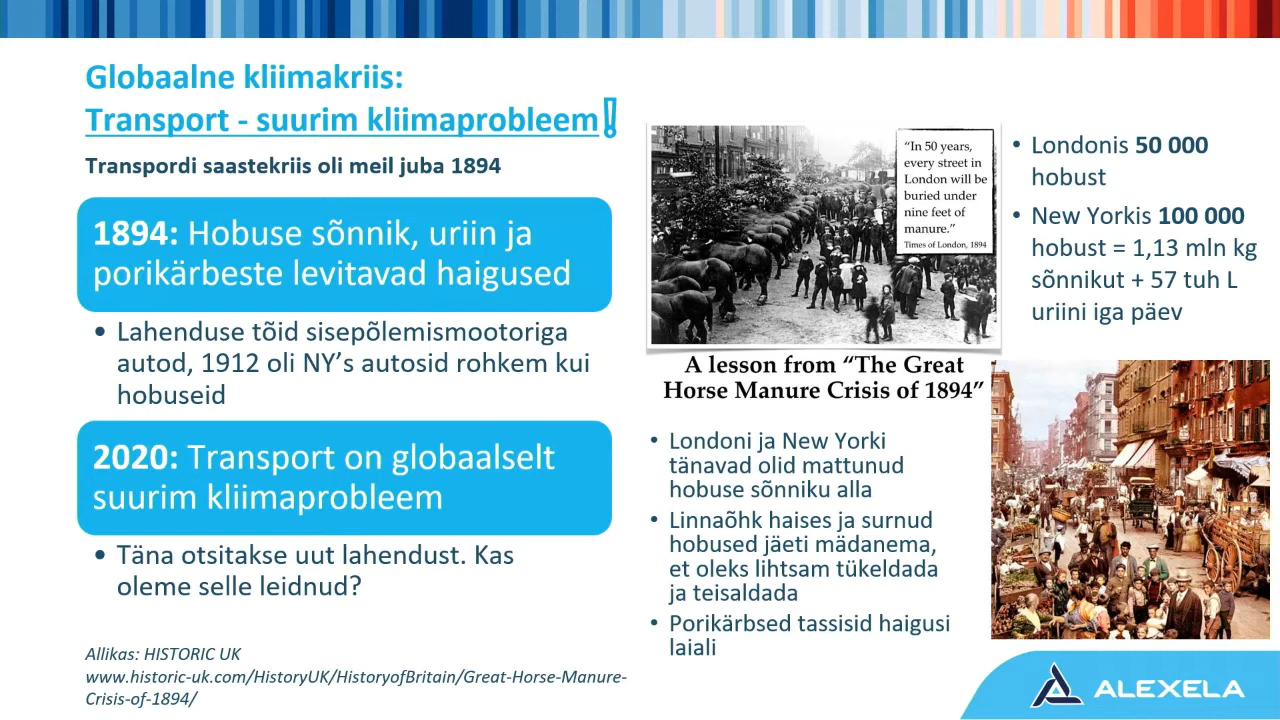 Globaalne kliimakriis:
Transport - suurim kliimaprobleem!
Transpordi saastekriis oli meil juba 1894
1894: Hobuse sõnnik, uriin ja
porikärbeste levitavad haigused
• Lahenduse tõid sisepõlemismootoriga
autod, 1912 oli NY’s autosid rohkem kui
hobuseid
2020: Transport on globaalselt
suurim kliimaprobleem
• Täna otsitakse uut lahendust. Kas
oleme selle leidnud?
Allikas: HISTORIC UK
www.historic-uk.com/HistoryUK/HistoryofBritain/Great-Horse-Manure-
Crisis-of-1894/
“In 50 years,
every street in
London will be
buried under
nine feet of
manure.”
Times of London, 1894
A lesson from “The Great
Horse Manure Crisis of 1894”
• Londoni ja New Yorki
tänavad olid mattunud
hobuse sõnniku alla
• Linnaõhk haises ja surnud
hobused jäeti mädanema,
et oleks lihtsam tükeldada
ja teisaldada
• Porikärbsed tassisid haigusi
laiali
• Londonis 50 000
hobust
• New Yorkis 100 000
hobust = 1,13 mln kg
sõnnikut + 57 tuh L
uriini iga päev
ALEXELA